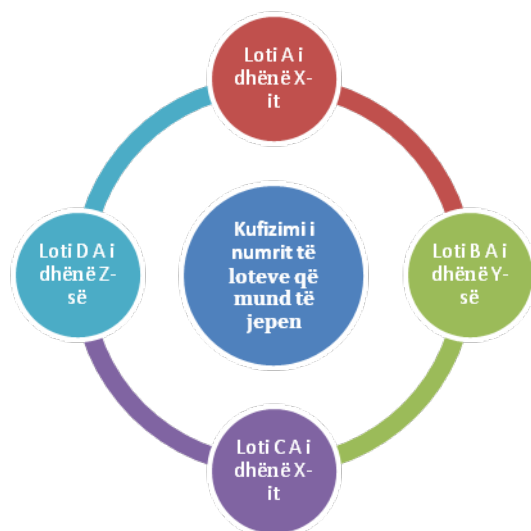 Loti A i
dhënë X-
it
Kufizimi i
numrit të
loteve që
mund të
jepen
Loti D A i
dhënë Z-
së
Loti B A i
dhënë Y-
së
Loti C A i
dhënë X-
it